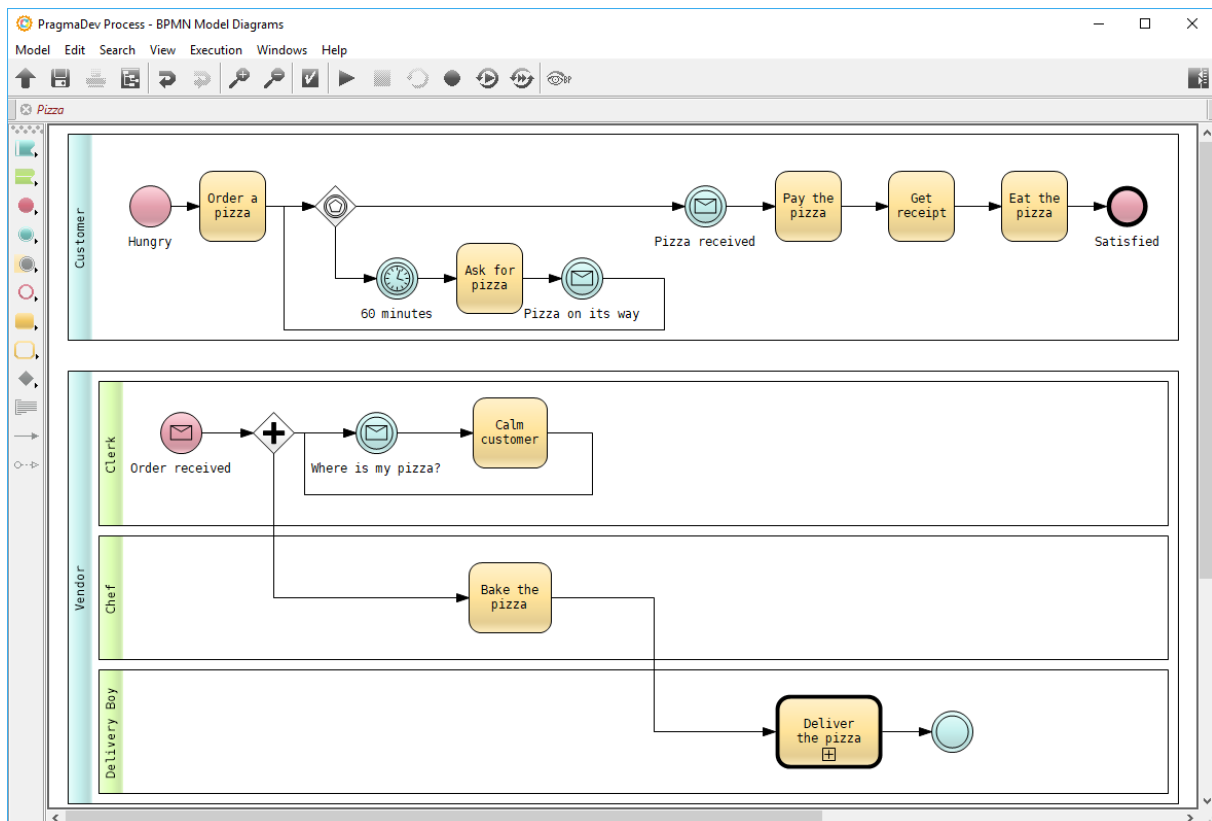 PragmaDev Process - BPMN Model Diagrams
Model Edit Search View Execution Windows Help
BP
Pizza
Customer
Hungry
Order a
pizza
60 minutes
Ask for
pizza
Pizza on its way
Pizza received
Pay the
pizza
Get
receipt
Eat the
pizza
Satisfied
Vendor
Clerk
Order received
Where is my pizza?
Calm
customer
Chef
Bake the
pizza
Delivery Boy
Deliver
the pizza